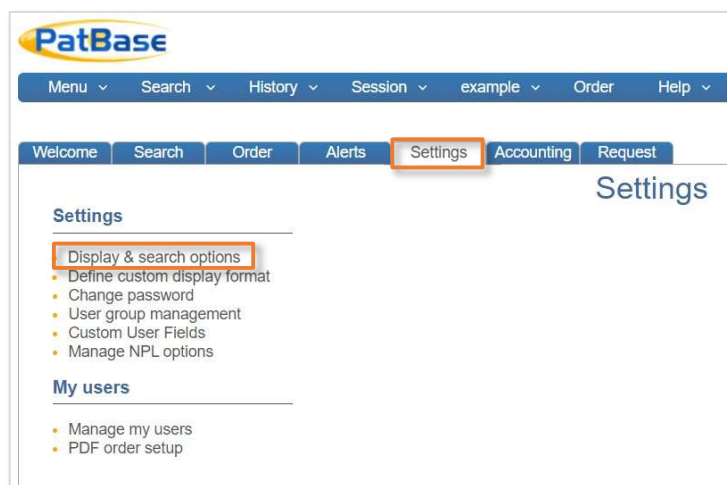 PatBase
Menu Search History Session example Order Help
Welcome Search Order Alerts Settings Accounting Request
Settings
Settings
Display & search options
Define custom display format
Change password
User group management
Custom User Fields
Manage NPL options
My users
Manage my users
PDF order setup